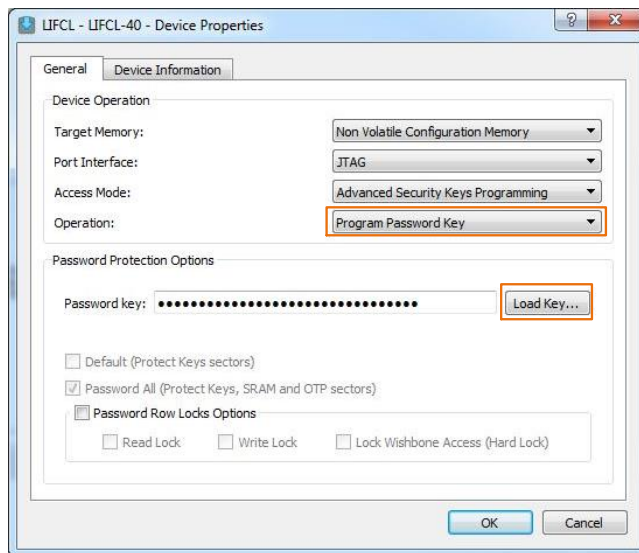 LIFCL - LIFCL-40 - Device Properties
General Device Information
Device Operation
Target Memory: Non Volatile Configuration Memory
Port Interface: JTAG
Access Mode: Advanced Security Keys Programming
Operation: Program Password Key
Password Protection Options
Password key: •••••••••••••••••••••••••••••••• Load Key...
Default (Protect Keys sectors)
Password All (Protect Keys, SRAM and OTP sectors)
Password Row Locks Options
Read Lock Write Lock Lock Wishbone Access (Hard Lock)
OK Cancel